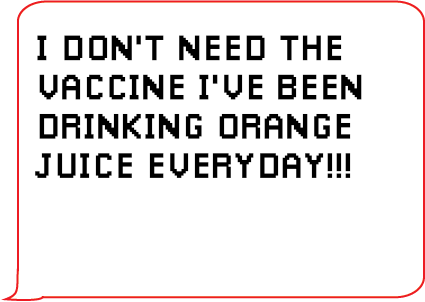 I DON'T NEED THE
VACCINE I'VE BEEN
DRINKING ORANGE
JUICE EVERYDAY!!!